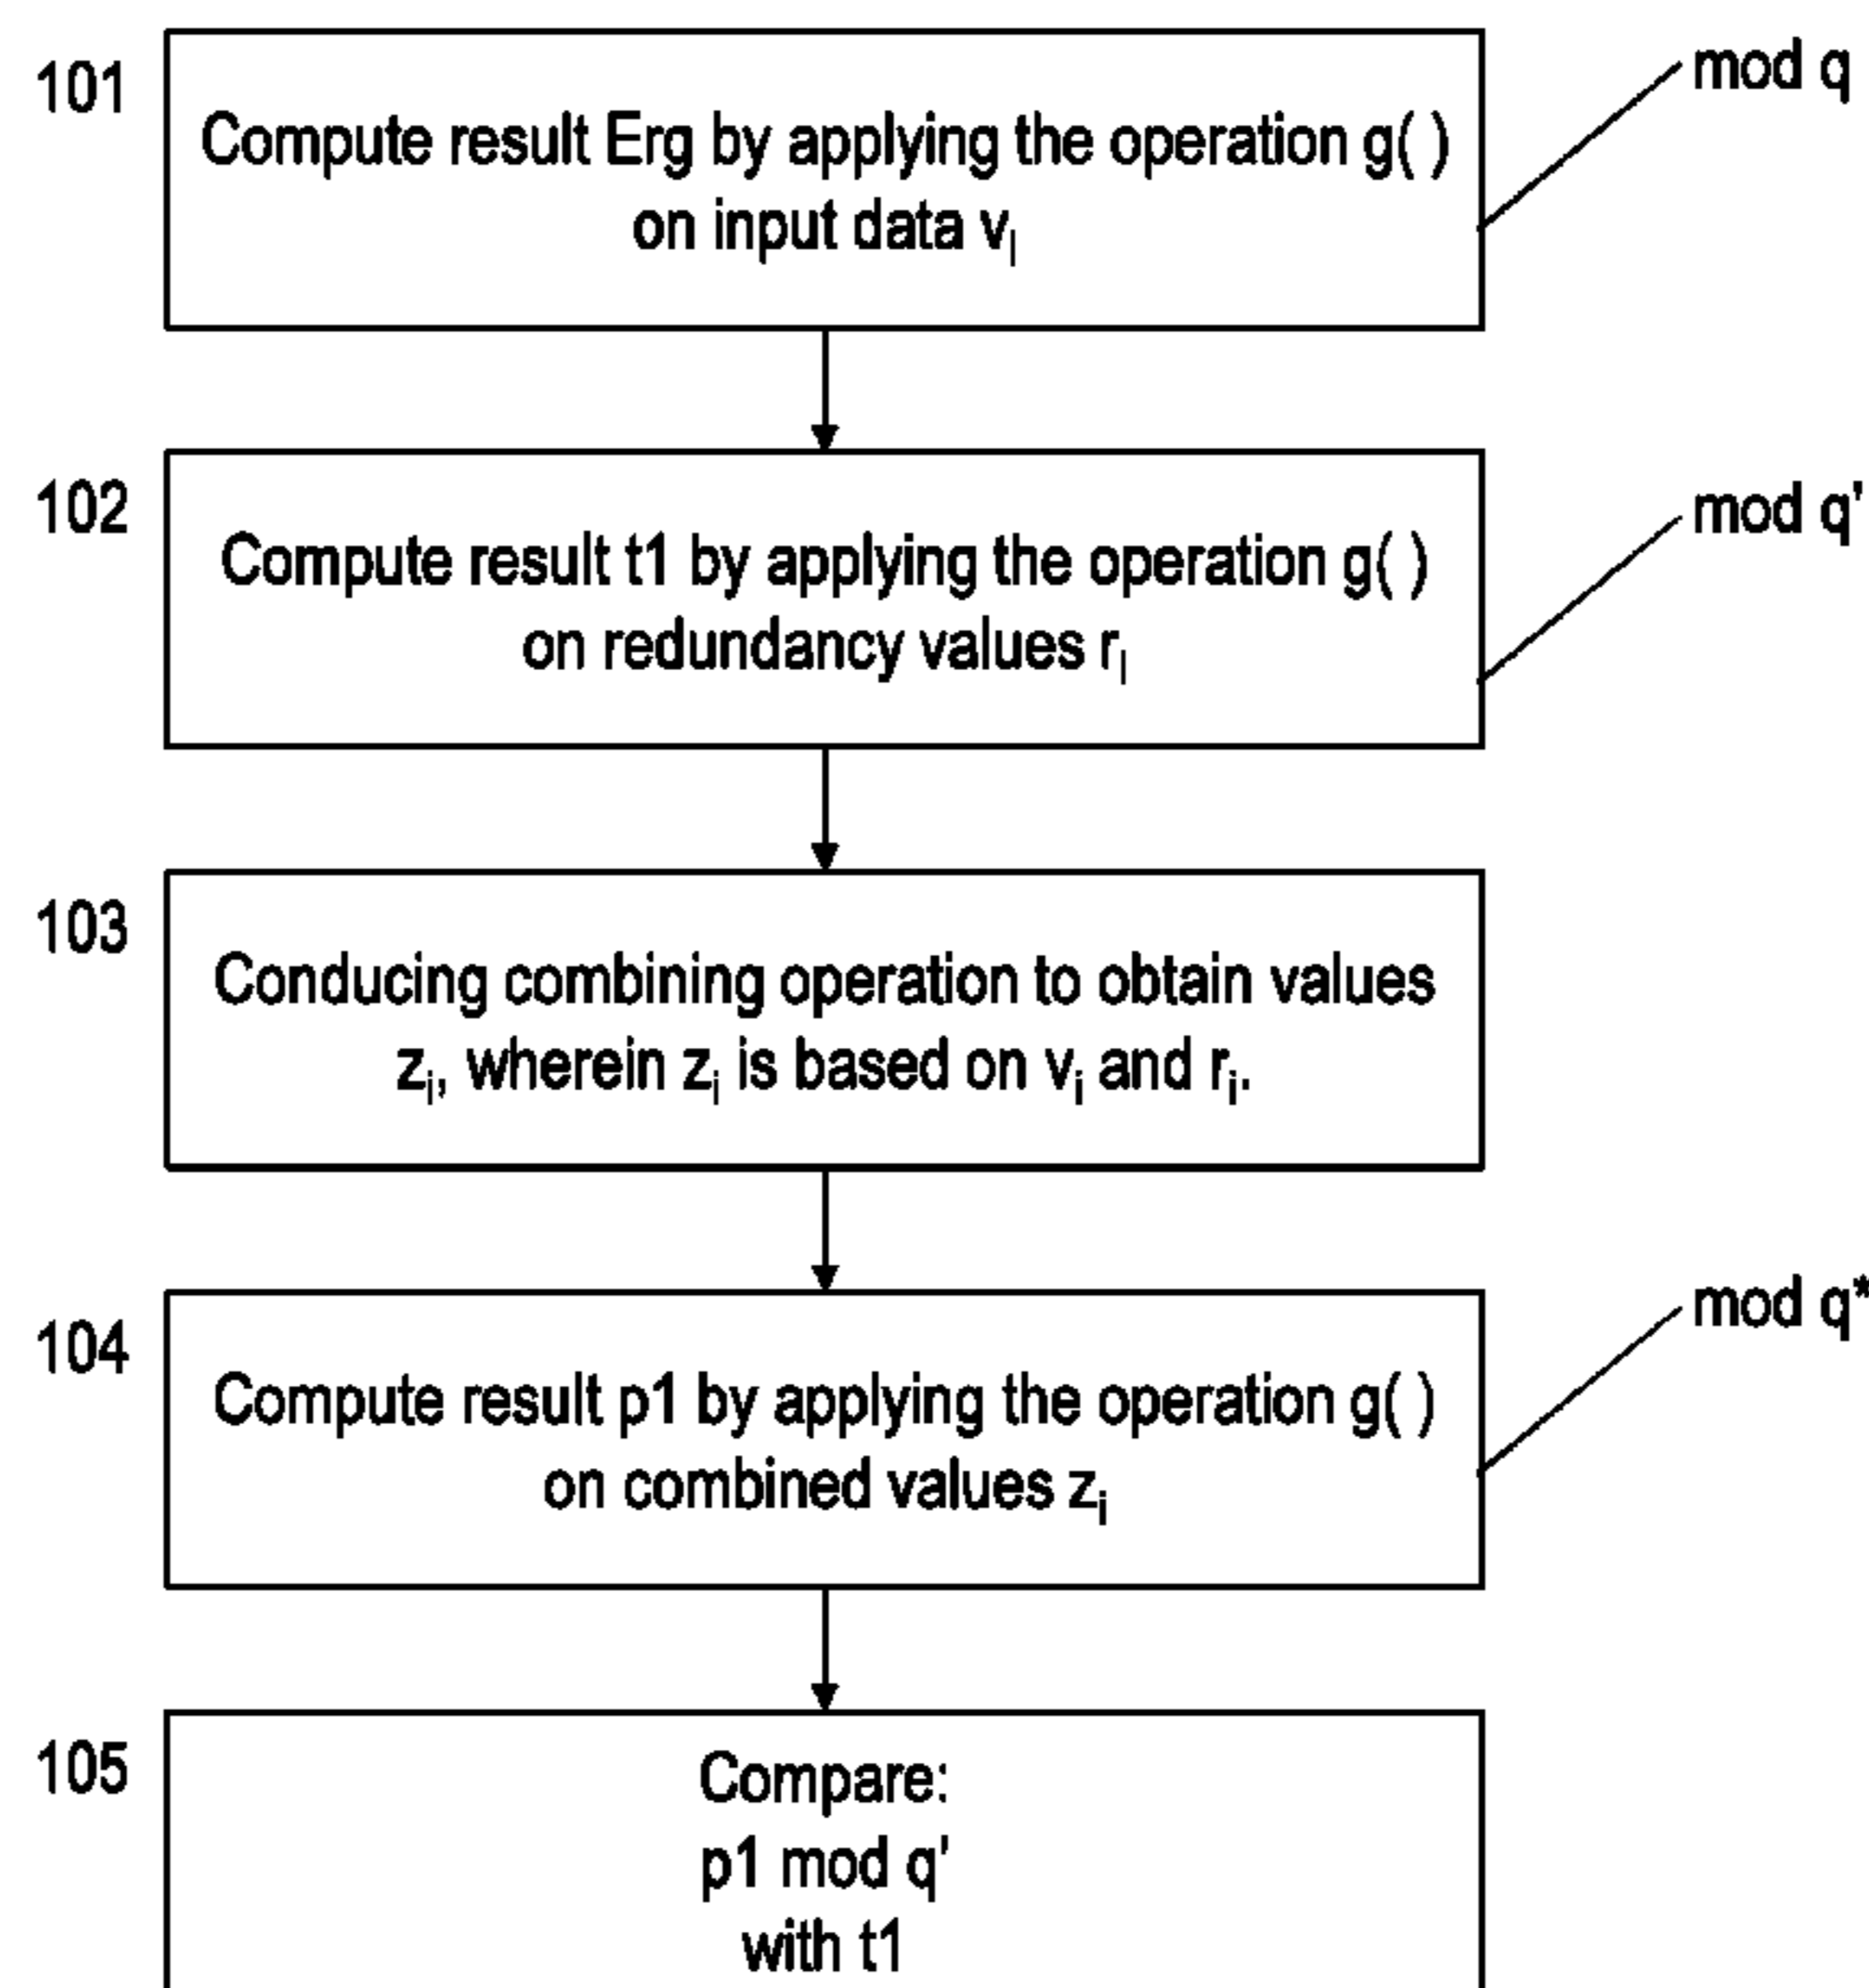 101
Compute result Erg by applying the operation g( )
on input data vᵢ
mod q
102
Compute result t1 by applying the operation g( )
on redundancy values rᵢ
mod q'
103
Conducing combining operation to obtain values
zᵢ, wherein zᵢ is based on vᵢ and rᵢ.
104
Compute result p1 by applying the operation g( )
on combined values zᵢ
mod q*
105
Compare:
p1 mod q'
with t1